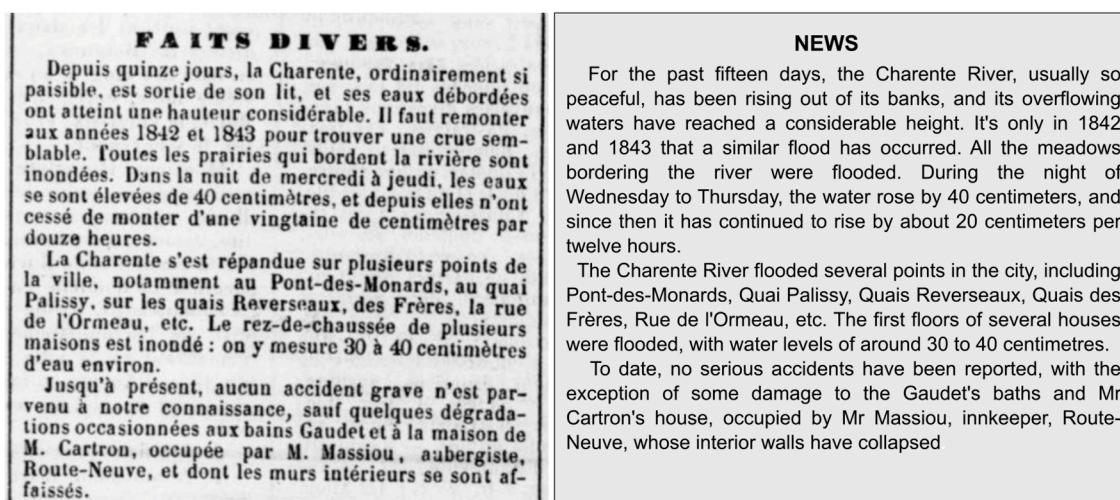 FAITS DIVERS.
Depuis quinze jours, la Charente, ordinairement si
paisible, est sortie de son lit, et ses eaux débordées
ont atteint une hauteur considérable. Il faut remonter
aux années 1842 et 1843 pour trouver une crue sem-
blable. Toutes les prairies qui bordent la rivière sont
inondées. Dans la nuit de mercredi à jeudi, les eaux
se sont élevées de 40 centimètres, et depuis elles n'ont
cessé de monter d'une vingtaine de centimètres par
douze heures.
La Charente s'est répandue sur plusieurs points de
la ville, notamment au Pont-des-Monards, au quai
Palissy, sur les quais Reverseaux, des Frères, la rue
de l'Ormeau, etc. Le rez-de-chaussée de plusieurs
maisons est inondé : on y mesure 30 à 40 centimètres
d'eau environ.
Jusqu'à présent, aucun accident grave n'est par-
venu à notre connaissance, sauf quelques dégrada-
tions occasionnées aux bains Gaudet et à la maison de
M. Cartron, occupée par M. Massiou, aubergiste,
Route-Neuve, et dont les murs intérieurs se sont af-
faissés.
NEWS
For the past fifteen days, the Charente River, usually so
peaceful, has been rising out of its banks, and its overflowing
waters have reached a considerable height. It's only in 1842
and 1843 that a similar flood has occurred. All the meadows
bordering the river were flooded. During the night of
Wednesday to Thursday, the water rose by 40 centimeters, and
since then it has continued to rise by about 20 centimeters per
twelve hours.
The Charente River flooded several points in the city, including
Pont-des-Monards, Quai Palissy, Quais Reverseaux, Quais des
Frères, Rue de l'Ormeau, etc. The first floors of several houses
were flooded, with water levels of around 30 to 40 centimetres.
To date, no serious accidents have been reported, with the
exception of some damage to the Gaudet's baths and Mr
Cartron's house, occupied by Mr Massiou, innkeeper, Route-
Neuve, whose interior walls have collapsed